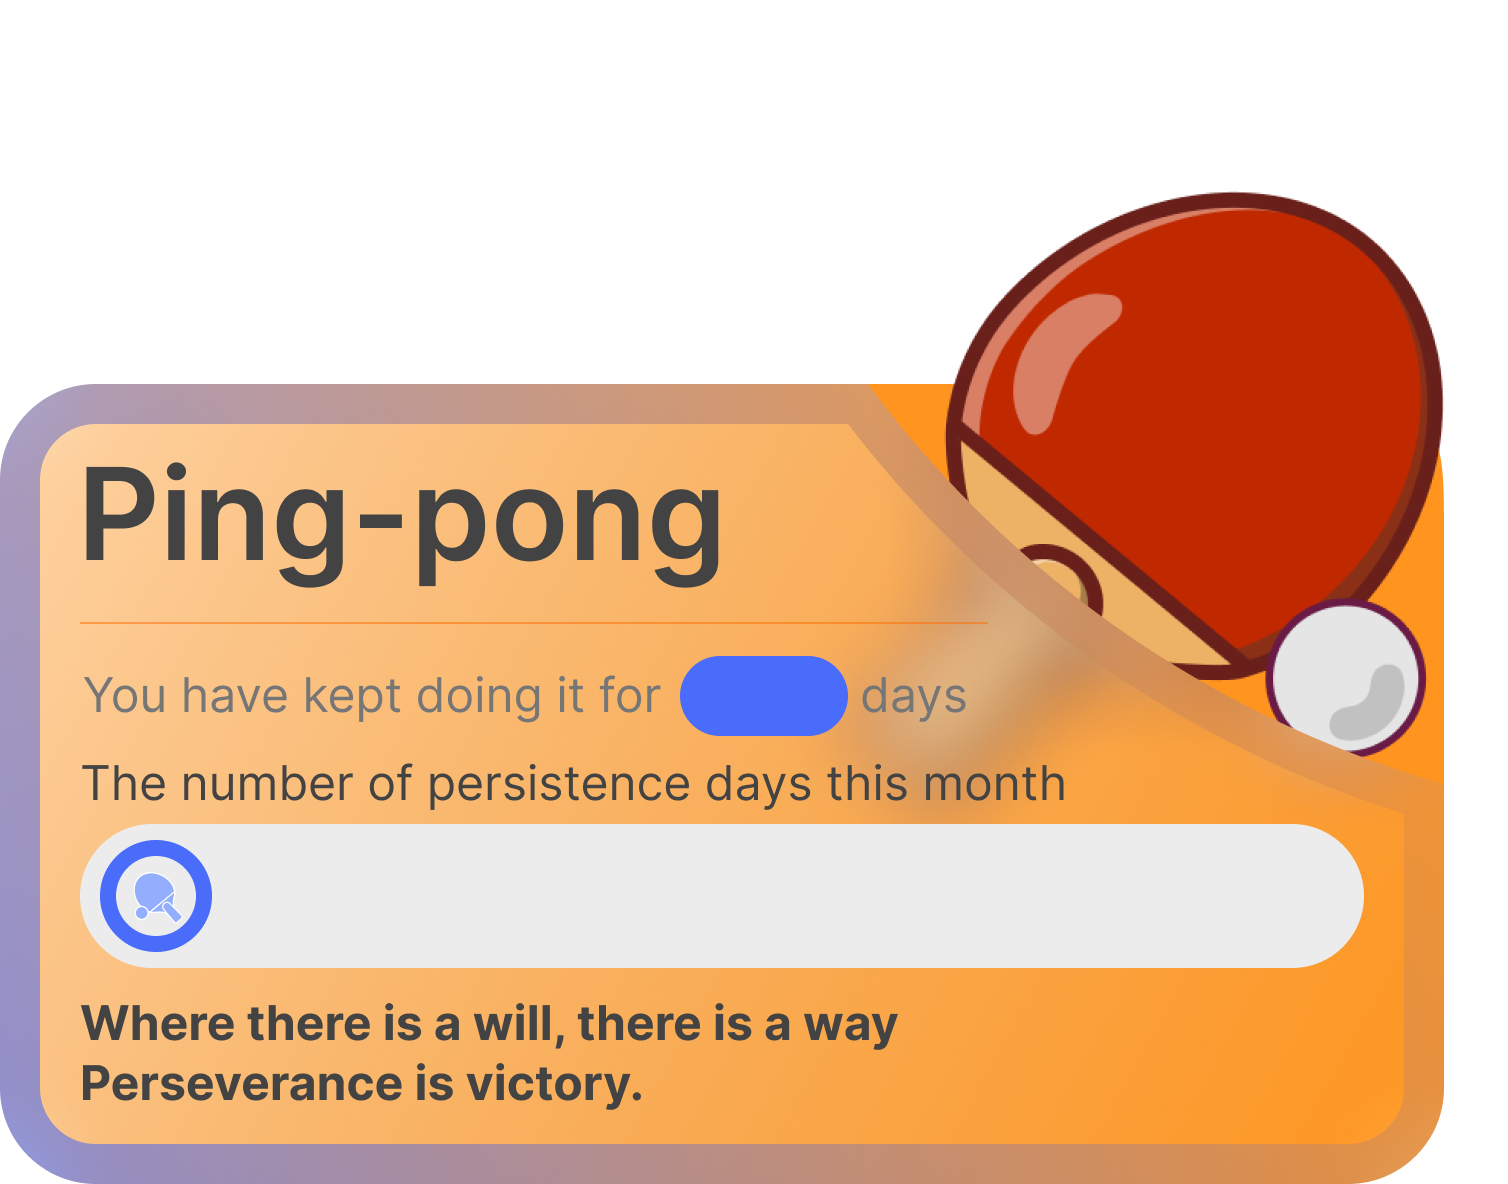 Ping-pong
You have kept doing it for days
The number of persistence days this month
Where there is a will, there is a way
Perseverance is victory.